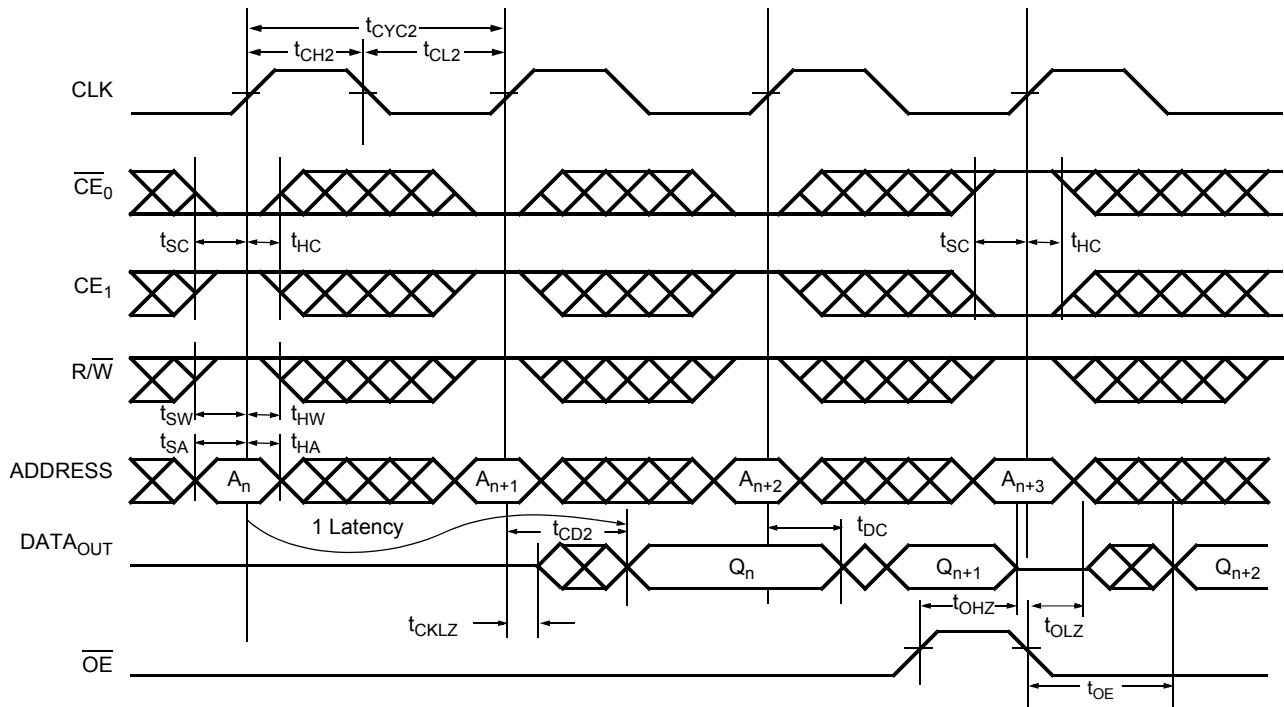 tCYC2
tCH2 tCL2
CLK
CE0
tSC tHC tSC tHC
CE1
R/W
tSW tHW
tSA tHA
ADDRESS An An+1 An+2 An+3
1 Latency tCD2 tDC
DATAOUT
Qn Qn+1 Qn+2
tOHZ
tCKLZ tOLZ
OE
tOE